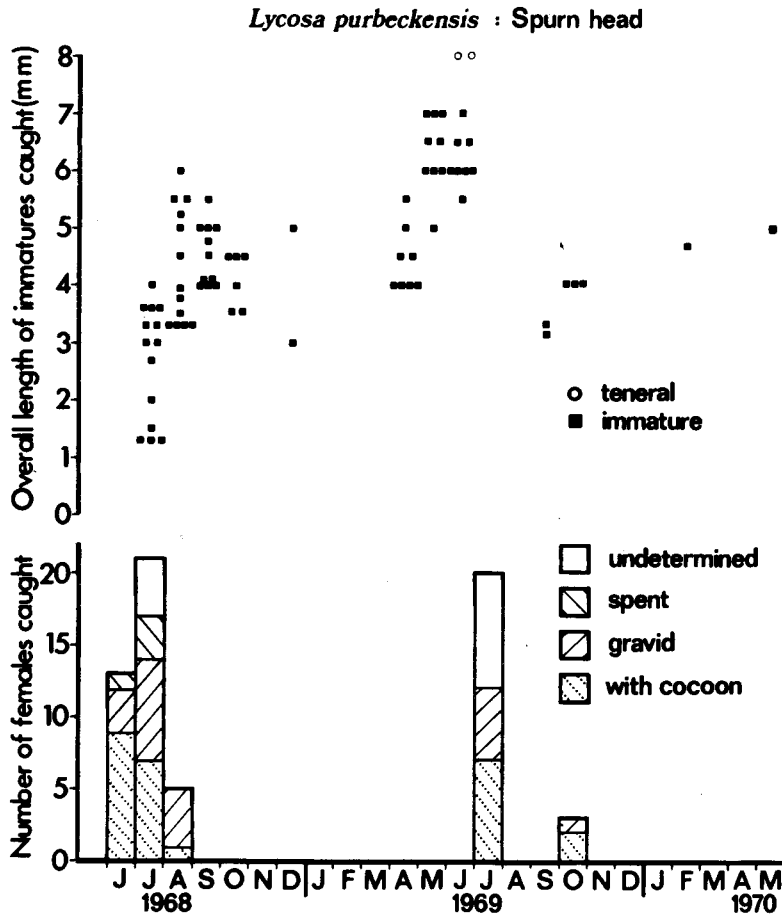 Lycosa purbeckensis : Spurn head
Overall length of immatures caught(mm)
8
7
6
5
4
3
2
1
0
teneral
immature
Number of females caught
20
15
10
5
0
undetermined
spent
gravid
with cocoon
J J A S O N D J F M A M J J A S O N D J F M A M
1968 1969 1970